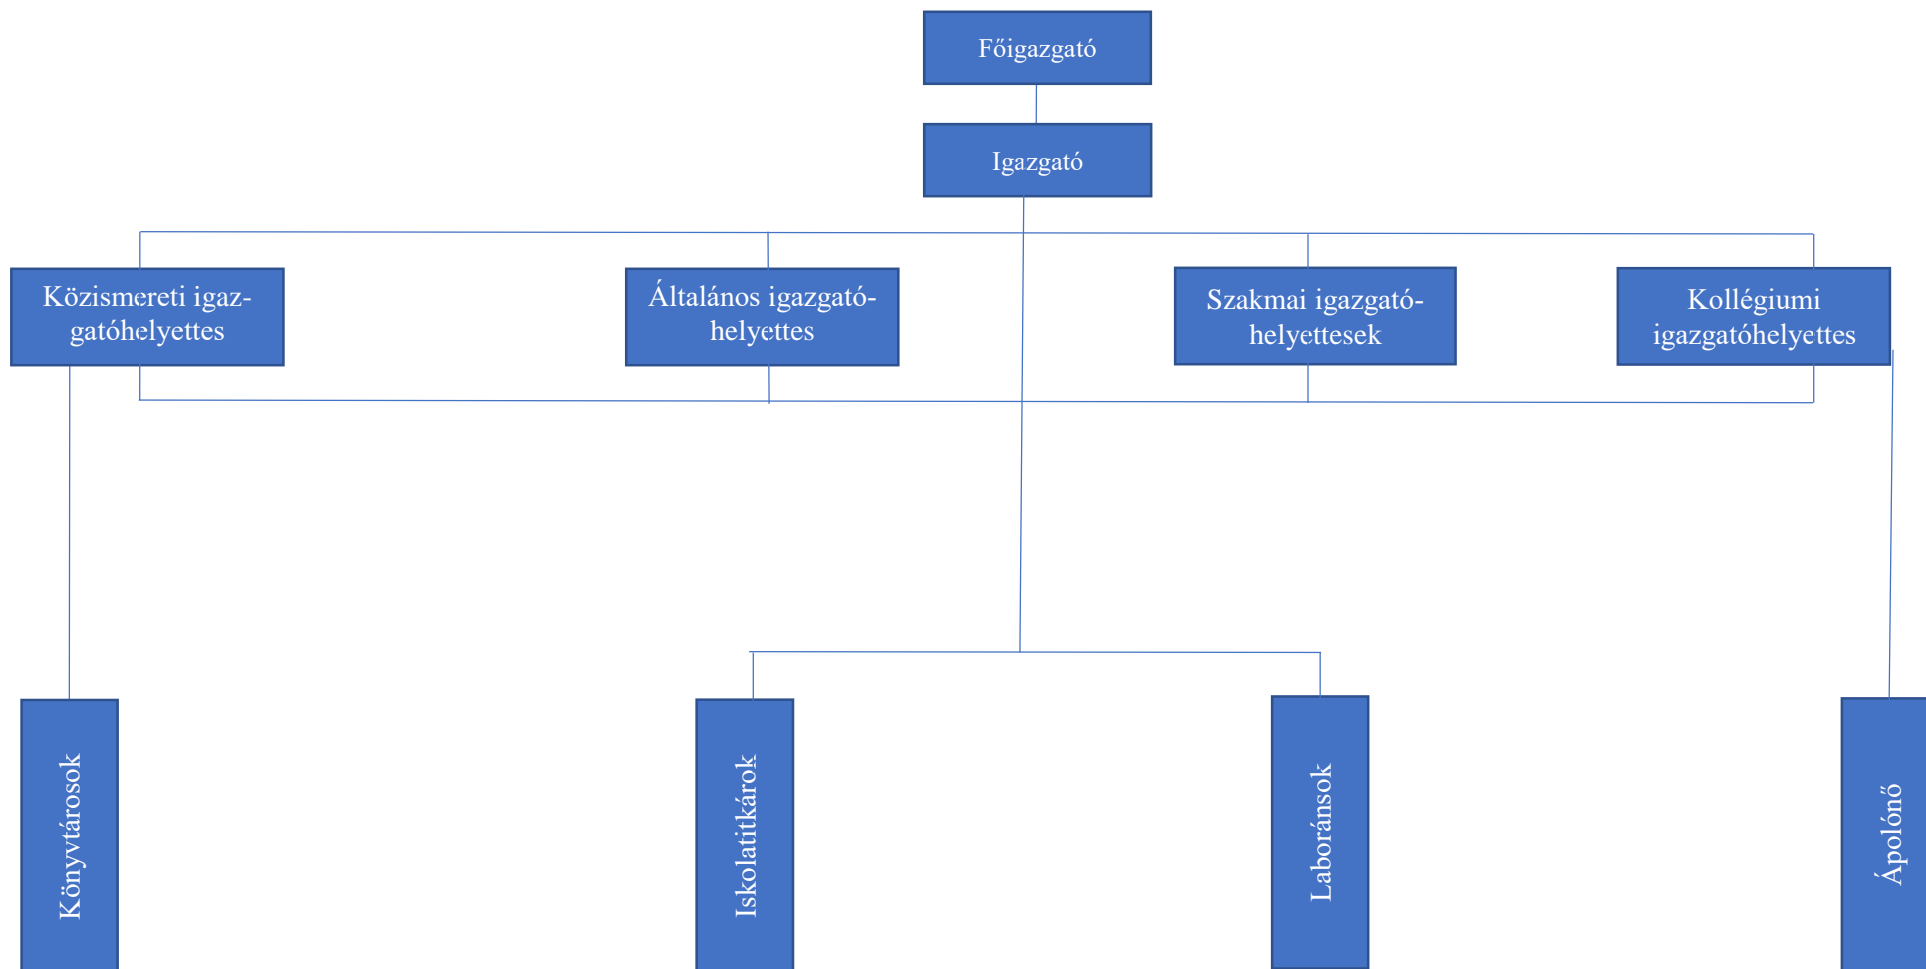 Főigazgató
Igazgató
Közismereti igaz-
gatóhelyettes
Általános igazgató-
helyettes
Szakmai igazgató-
helyettesek
Kollégiumi
igazgatóhelyettes
Könyvtárosok
Iskolatitkárok
Laboránsok
Ápolónő